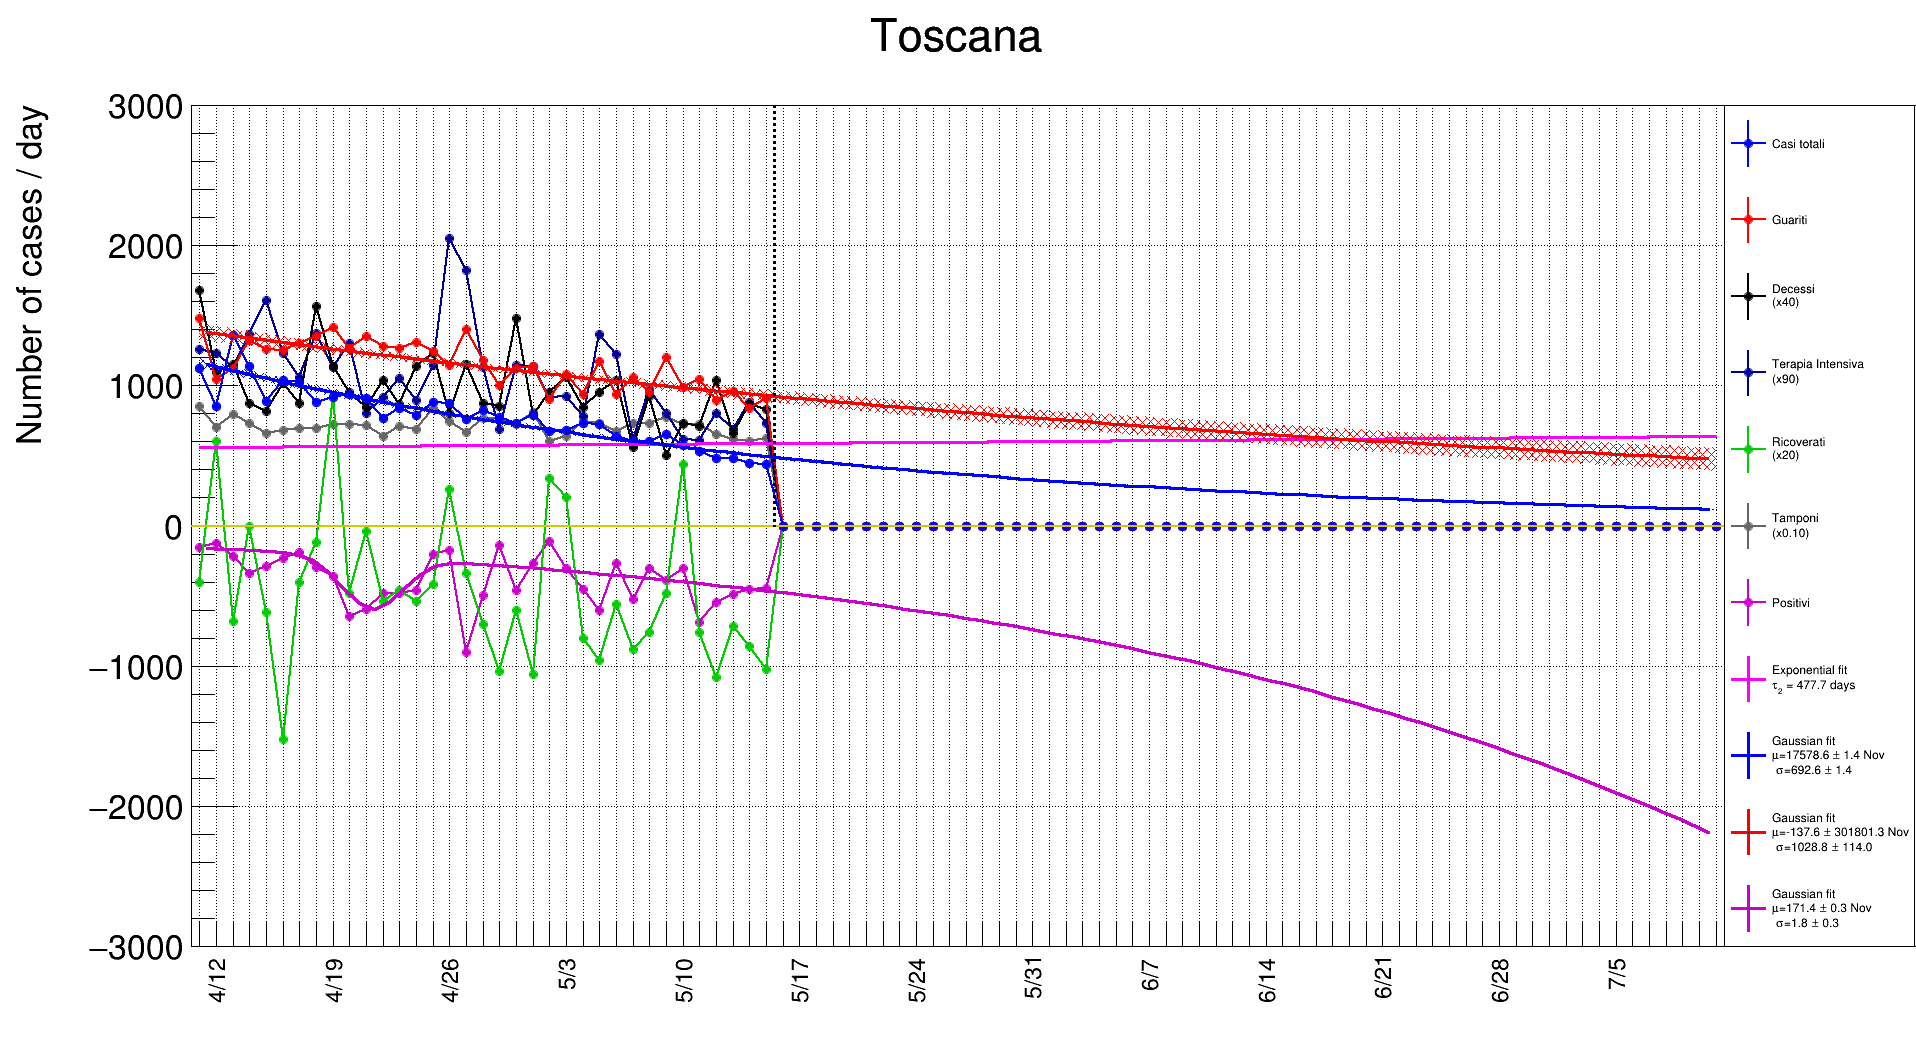 Toscana
Number of cases / day
3000
2000
1000
0
−1000
−2000
−3000
4/12
4/19
4/26
5/3
5/10
5/17
5/24
5/31
6/7
6/14
6/21
6/28
7/5
Casi totali
Guariti
Decessi
(x40)
Terapia Intensiva
(x90)
Ricoverati
(x20)
Tamponi
(x0.10)
Positivi
Exponential fit
τ2 = 477.7 days
Gaussian fit
μ=17578.6 ± 1.4 Nov
σ=692.6 ± 1.4
Gaussian fit
μ=-137.6 ± 301801.3 Nov
σ=1028.8 ± 114.0
Gaussian fit
μ=171.4 ± 0.3 Nov
σ=1.8 ± 0.3